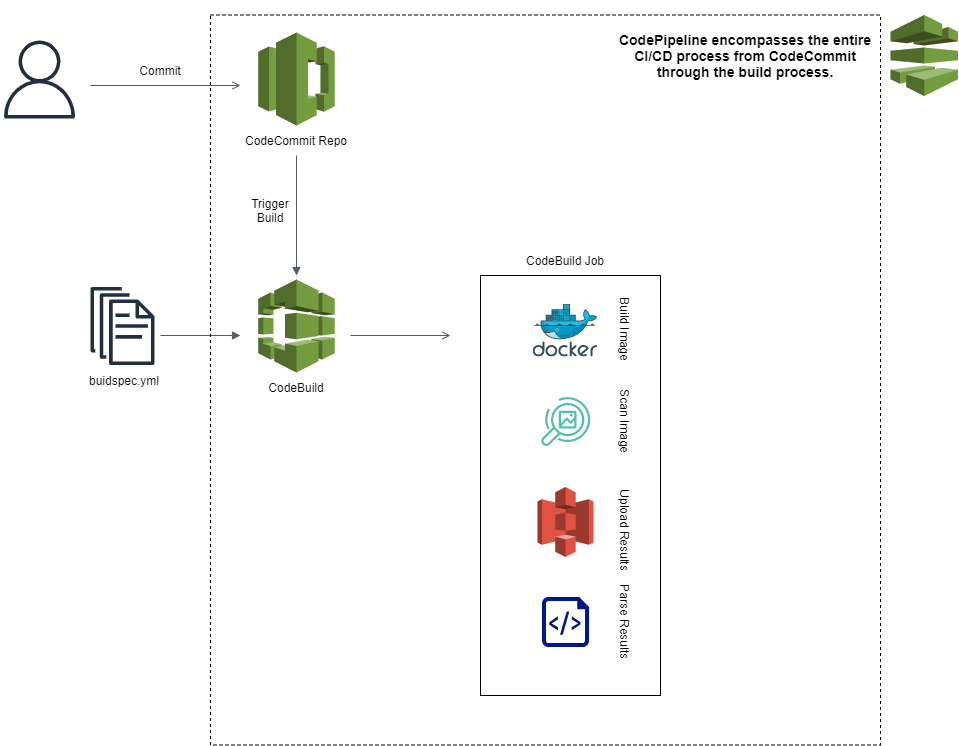 CodePipeline encompasses the entire
CI/CD process from CodeCommit
through the build process.
Commit
CodeCommit Repo
Trigger
Build
buidspec.yml
CodeBuild
CodeBuild Job
docker
Build Image
Scan Image
Upload Results
</>
Parse Results